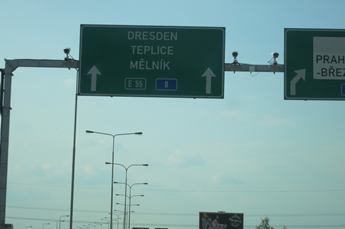 DRESDEN
TEPLICE
MĚLNÍK
E 55 8
PRAH
-BŘEZ